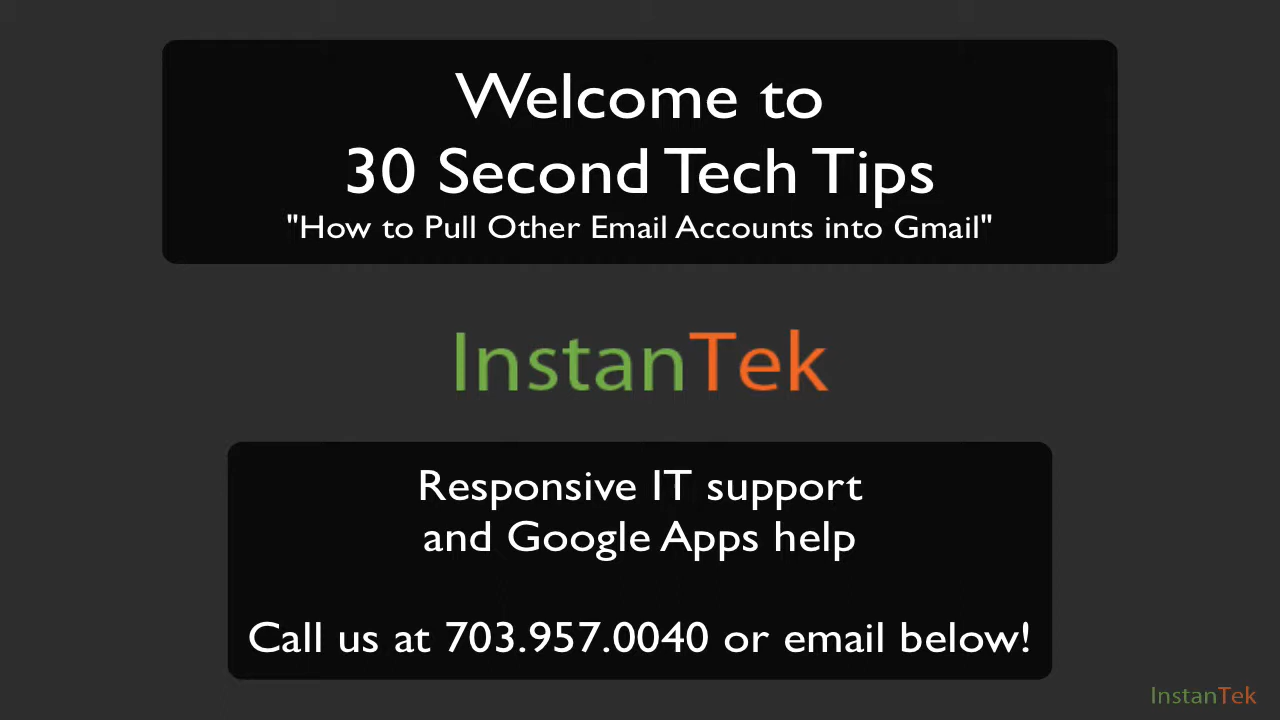 Welcome to
30 Second Tech Tips
"How to Pull Other Email Accounts into Gmail"
InstanTek
Responsive IT support
and Google Apps help
Call us at 703.957.0040 or email below!
InstanTek